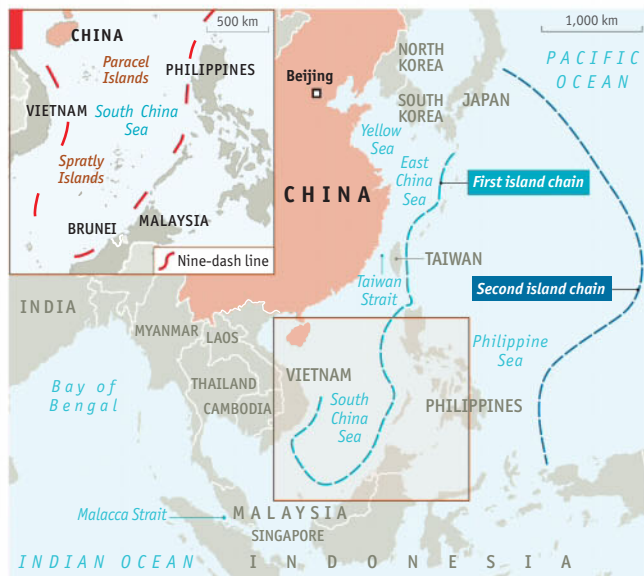 500 km
CHINA
Paracel
Islands
PHILIPPINES
VIETNAM
South China
Sea
Spratly
Islands
MALAYSIA
BRUNEI
Nine-dash line
1,000 km
PACIFIC
OCEAN
NORTH
KOREA
Beijing
SOUTH
KOREA
JAPAN
Yellow
Sea
East
China
Sea
First island chain
CHINA
TAIWAN
Taiwan
Strait
Second island chain
INDIA
MYANMAR
LAOS
Philippine
Sea
Bay of
Bengal
THAILAND
VIETNAM
CAMBODIA
South
China
Sea
PHILIPPINES
Malacca Strait
MALAYSIA
SINGAPORE
INDIAN OCEAN
INDONESIA